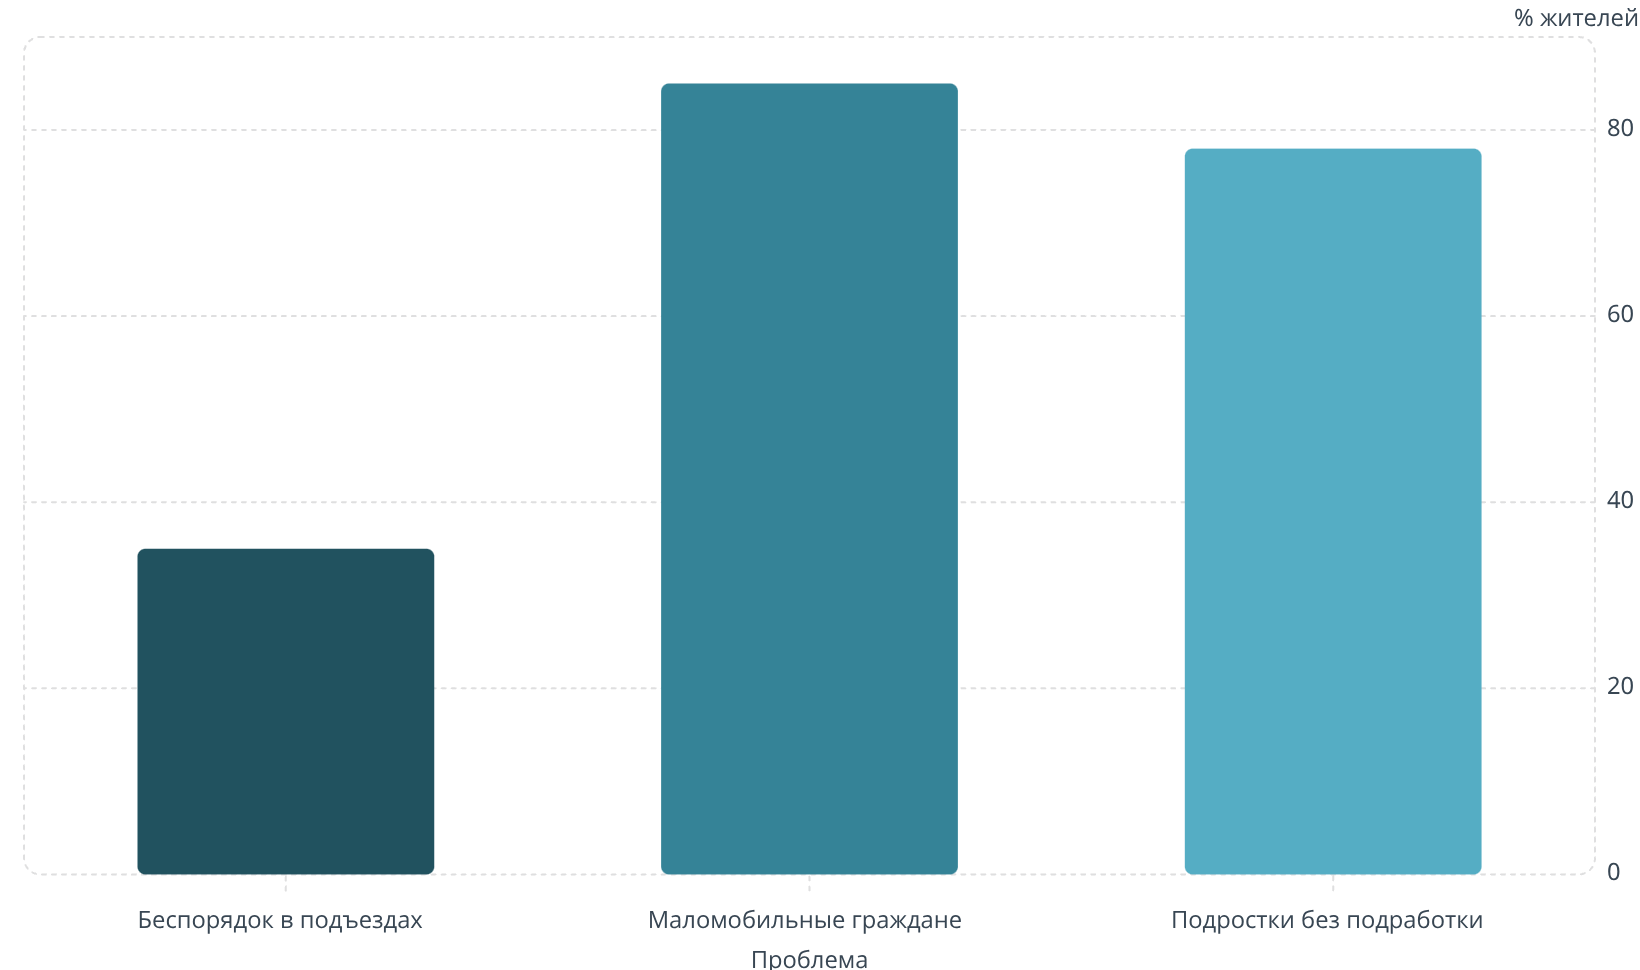 % жителей
80
60
40
20
0
Беспорядок в подъездах
Маломобильные граждане
Подростки без подработки
Проблема